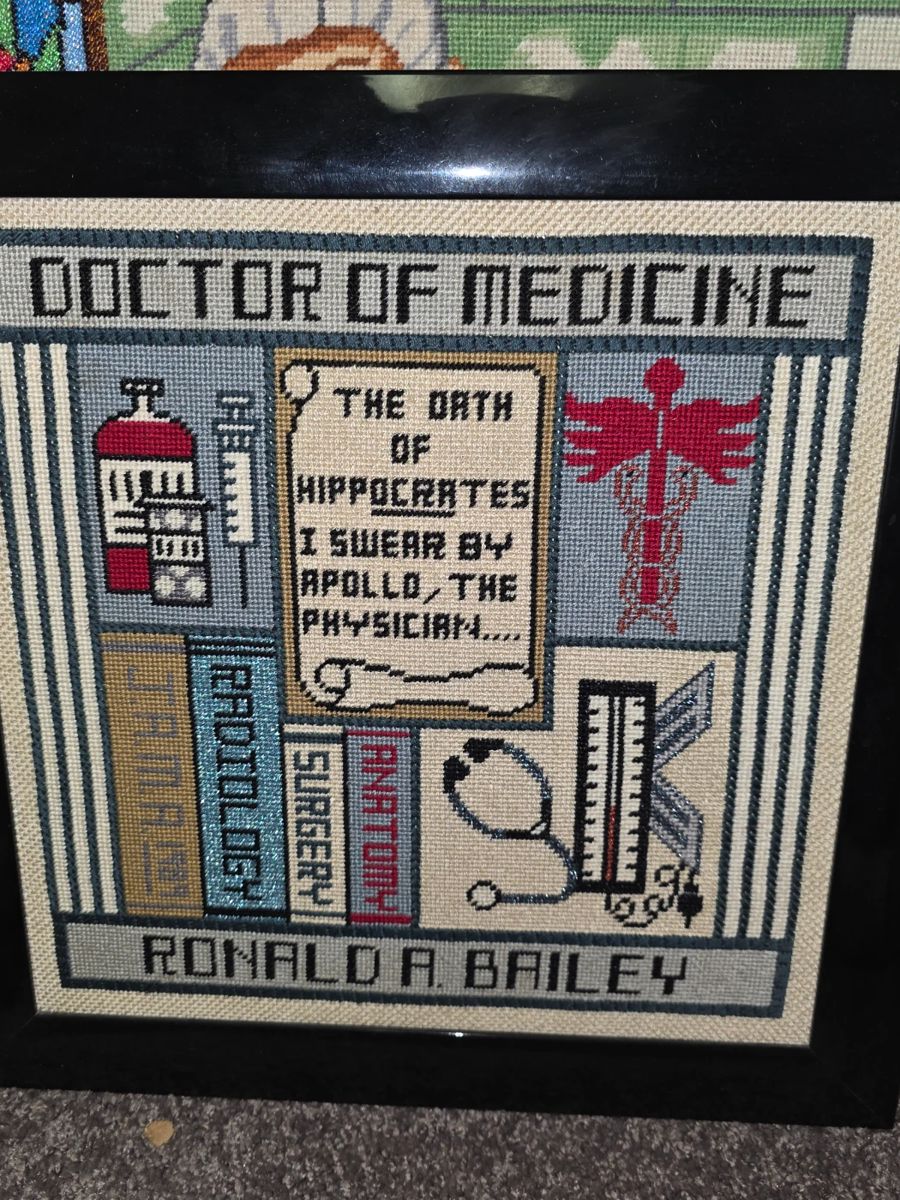 DOCTOR OF MEDICINE
THE OATH
OF
HIPPOCRATES
I SWEAR BY
APOLLO, THE
PHYSICIAN....
J.A.M.A.
RADIOLOGY
SURGERY
ANATOMY
RONALD A. BAILEY